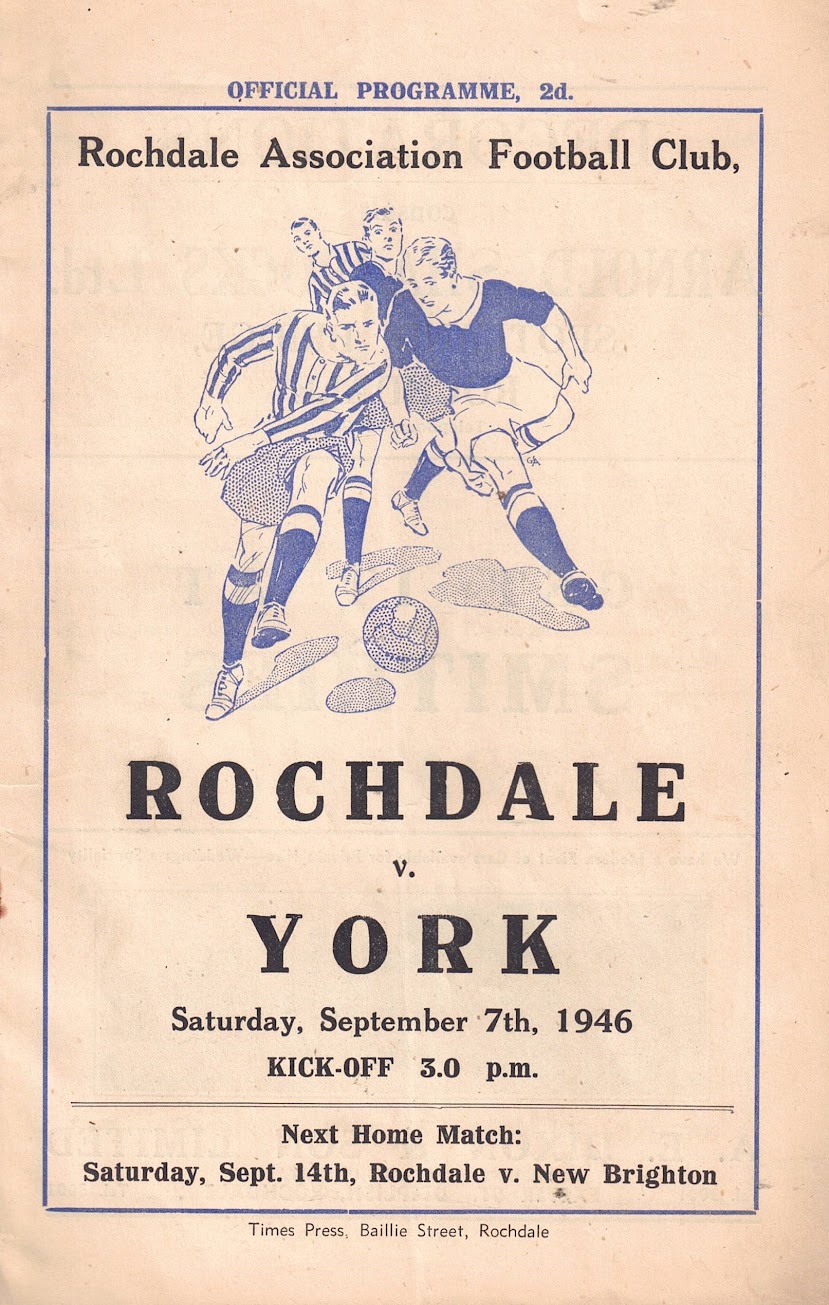 OFFICIAL PROGRAMME, 2d.
Rochdale Association Football Club,
GA
ROCHDALE
v.
YORK
Saturday, September 7th, 1946
KICK-OFF 3.0 p.m.
Next Home Match:
Saturday, Sept. 14th, Rochdale v. New Brighton
Times Press, Baillie Street, Rochdale